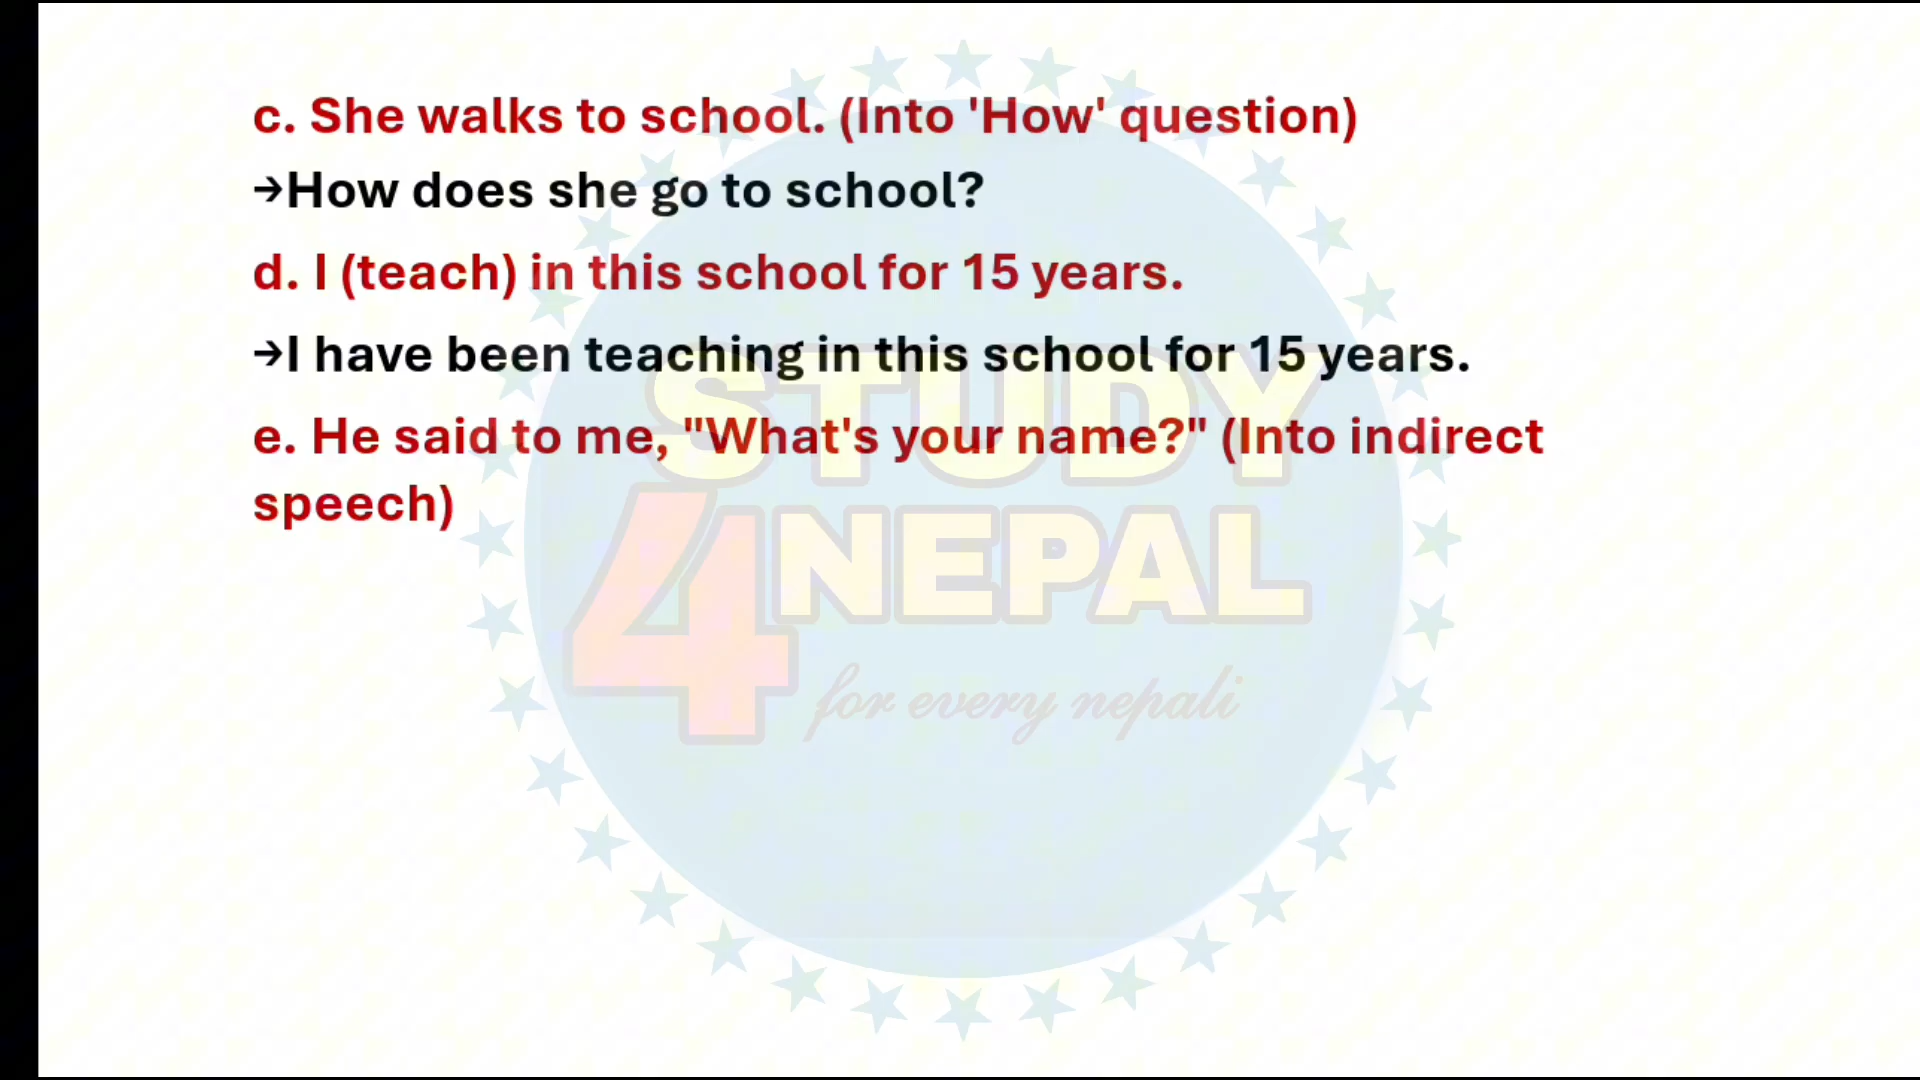 c. She walks to school. (Into 'How' question)
→How does she go to school?
d. I (teach) in this school for 15 years.
→I have been teaching in this school for 15 years.
e. He said to me, "What's your name?" (Into indirect
speech)
STUDY
4 NEPAL
for every nepali